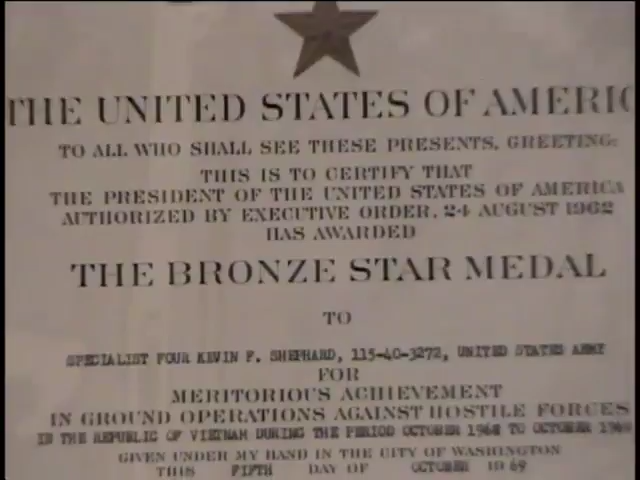 THE UNITED STATES OF AMERIC
TO ALL WHO SHALL SEE THESE PRESENTS, GREETING:
THIS IS TO CERTIFY THAT
THE PRESIDENT OF THE UNITED STATES OF AMERICA
AUTHORIZED BY EXECUTIVE ORDER, 24 AUGUST 1962
HAS AWARDED
THE BRONZE STAR MEDAL
TO
SPECIALIST FOUR KEVIN F. SHEPHARD, 115-40-3272, UNITED STATES ARMY
FOR
MERITORIOUS ACHIEVEMENT
IN GROUND OPERATIONS AGAINST HOSTILE FORCES
IN THE REPUBLIC OF VIETNAM DURING THE PERIOD OCTOBER 1968 TO OCTOBER 1969
GIVEN UNDER MY HAND IN THE CITY OF WASHINGTON
THIS FIFTH DAY OF OCTOBER 1969